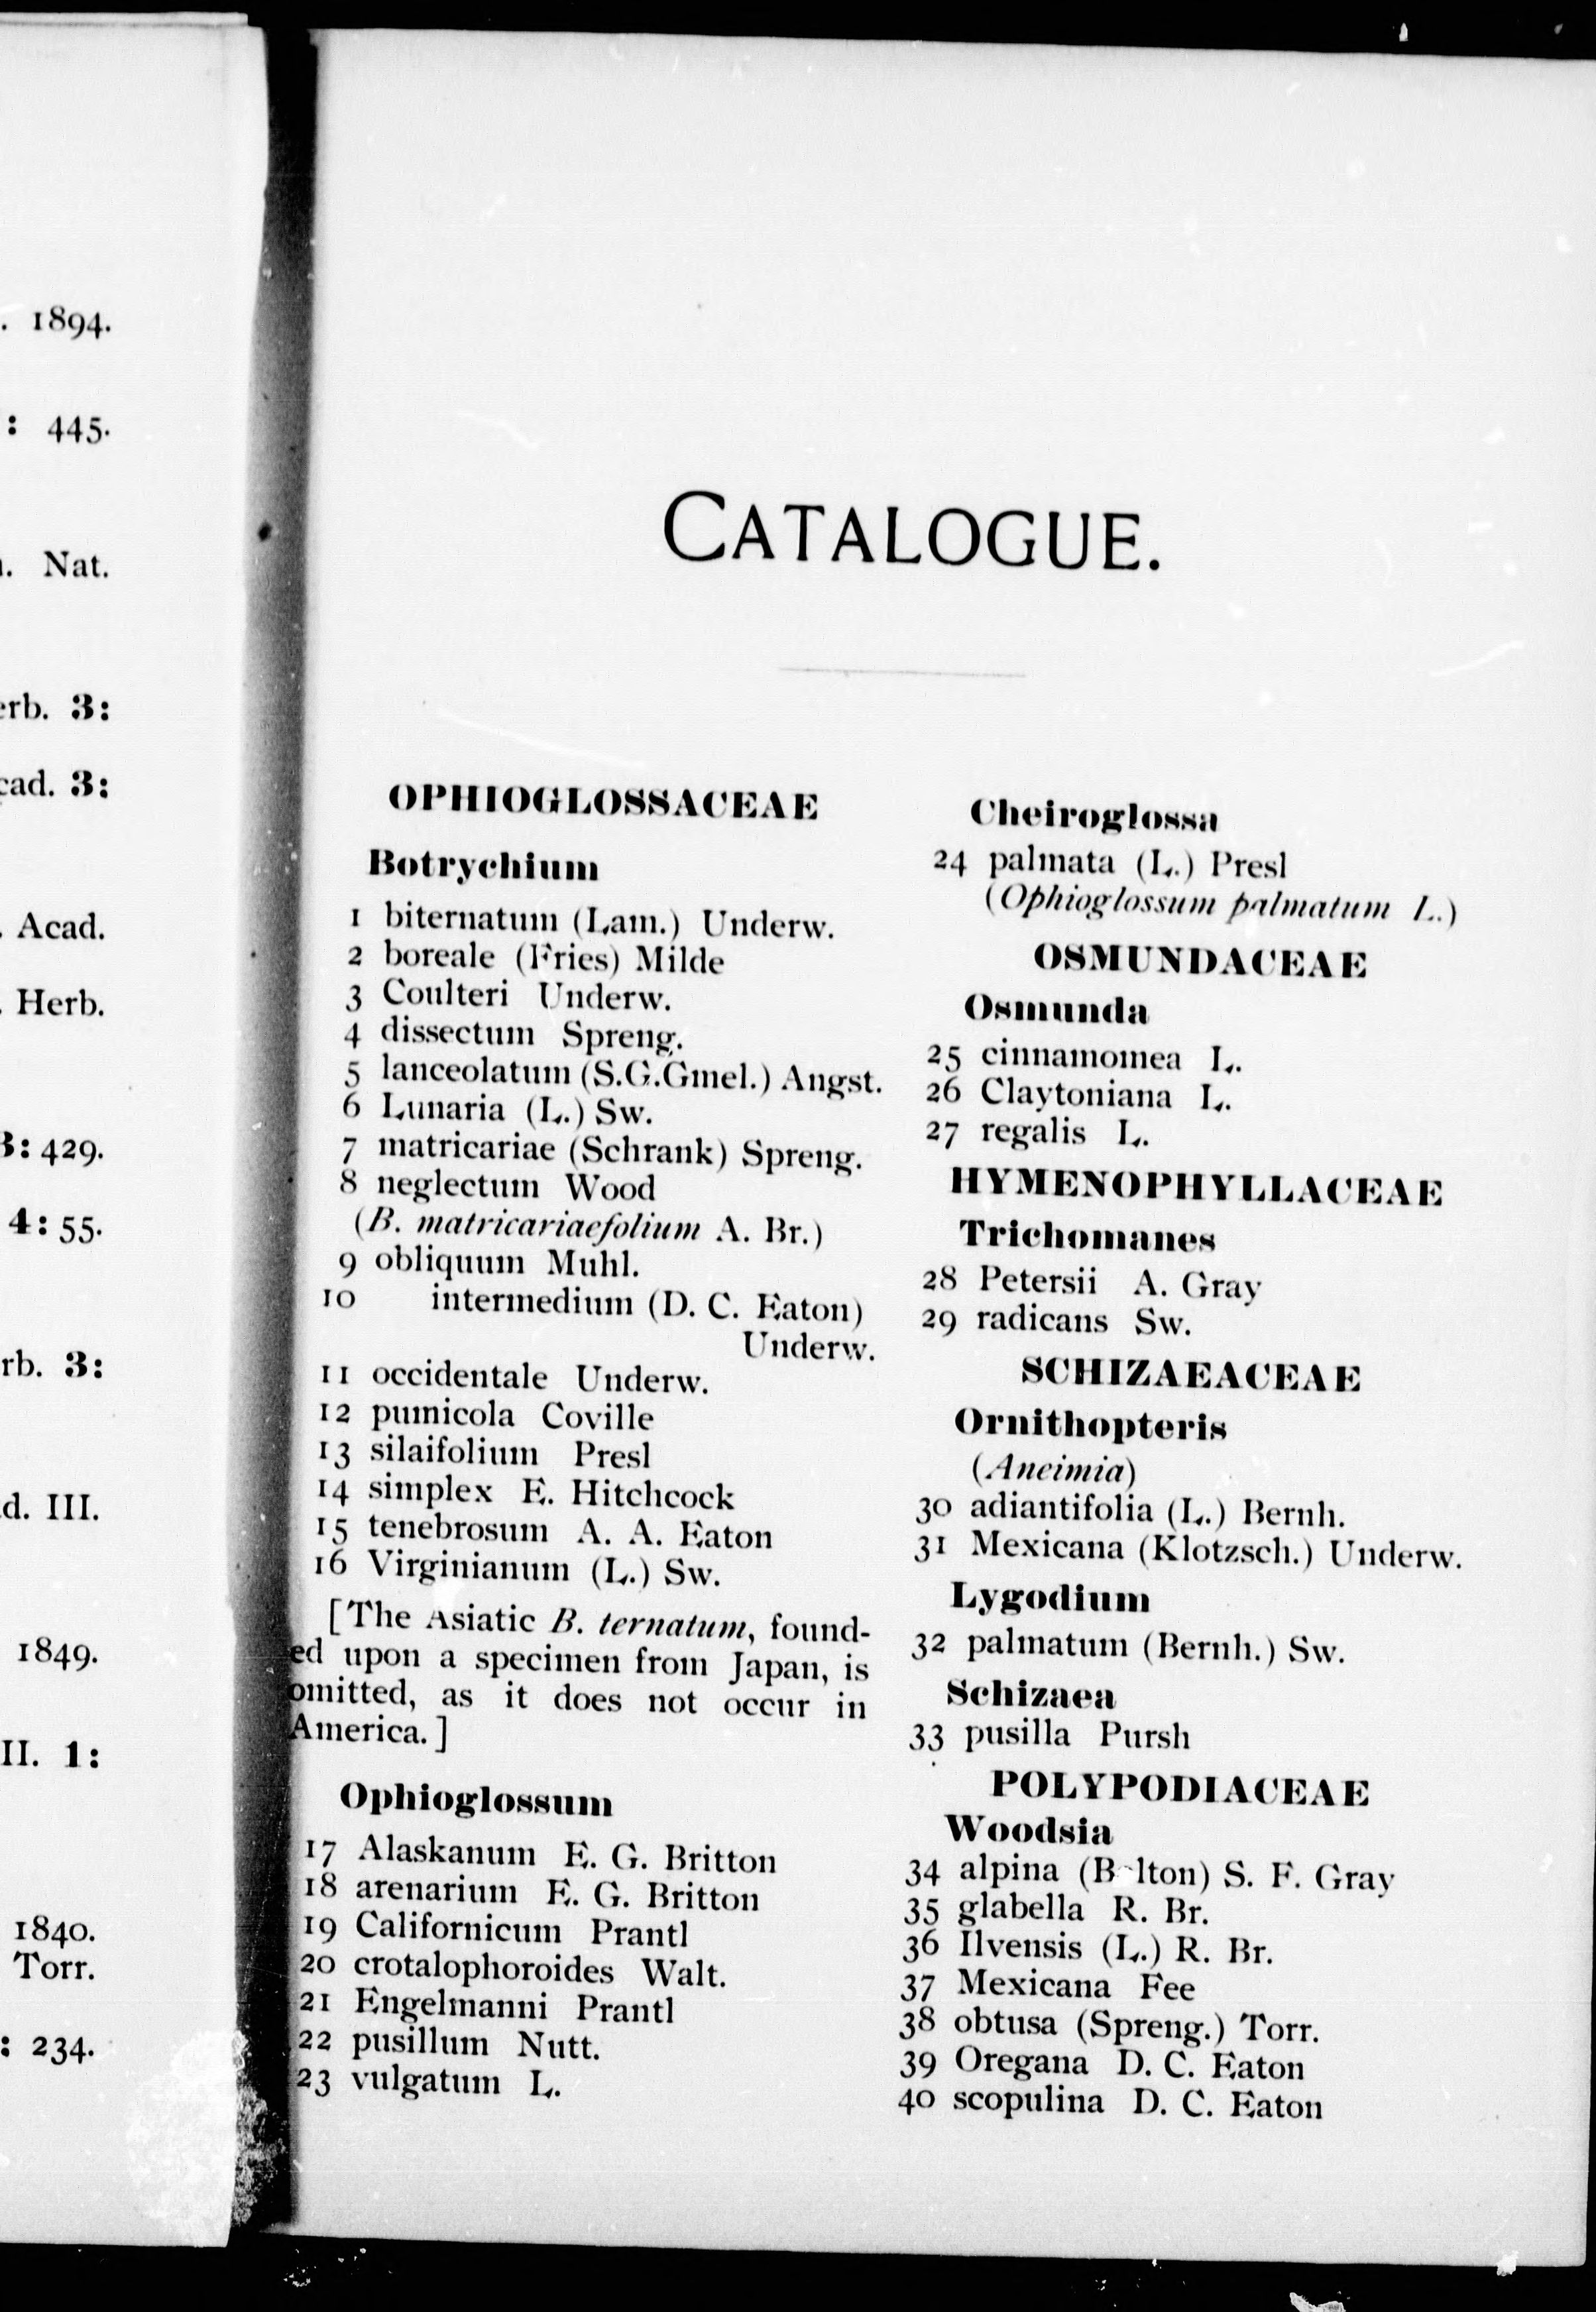 . 1894.
: 445.
. Nat.
erb. 3:
cad. 3:
. Acad.
. Herb.
3: 429.
4: 55.
rb. 3:
d. III.
1849.
II. 1:
1840.
Torr.
: 234.
CATALOGUE.
OPHIOGLOSSACEAE
Botrychium
1 biternatum (Lam.) Underw.
2 boreale (Fries) Milde
3 Coulteri Underw.
4 dissectum Spreng.
5 lanceolatum (S.G.Gmel.) Angst.
6 Lunaria (L.) Sw.
7 matricariae (Schrank) Spreng.
8 neglectum Wood
(B. matricariaefolium A. Br.)
9 obliquum Muhl.
10 intermedium (D. C. Eaton)
Underw.
11 occidentale Underw.
12 pumicola Coville
13 silaifolium Presl
14 simplex E. Hitchcock
15 tenebrosum A. A. Eaton
16 Virginianum (L.) Sw.
[The Asiatic B. ternatum, found-
ed upon a specimen from Japan, is
omitted, as it does not occur in
America.]
Ophioglossum
17 Alaskanum E. G. Britton
18 arenarium E. G. Britton
19 Californicum Prantl
20 crotalophoroides Walt.
21 Engelmanni Prantl
22 pusillum Nutt.
23 vulgatum L.
Cheiroglossa
24 palmata (L.) Presl
(Ophioglossum palmatum L.)
OSMUNDACEAE
Osmunda
25 cinnamomea L.
26 Claytoniana L.
27 regalis L.
HYMENOPHYLLACEAE
Trichomanes
28 Petersii A. Gray
29 radicans Sw.
SCHIZAEACEAE
Ornithopteris
(Aneimia)
30 adiantifolia (L.) Bernh.
31 Mexicana (Klotzsch.) Underw.
Lygodium
32 palmatum (Bernh.) Sw.
Schizaea
33 pusilla Pursh
POLYPODIACEAE
Woodsia
34 alpina (Bolton) S. F. Gray
35 glabella R. Br.
36 Ilvensis (L.) R. Br.
37 Mexicana Fee
38 obtusa (Spreng.) Torr.
39 Oregana D. C. Eaton
40 scopulina D. C. Eaton